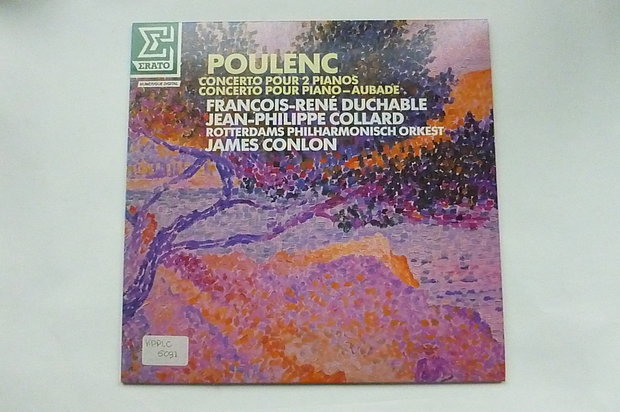 ERATO
NUMERIQUE DIGITAL
POULENC
CONCERTO POUR 2 PIANOS
CONCERTO POUR PIANO – AUBADE
FRANCOIS-RENÉ DUCHABLE
JEAN-PHILIPPE COLLARD
ROTTERDAMS PHILHARMONISCH ORKEST
JAMES CONLON
5091